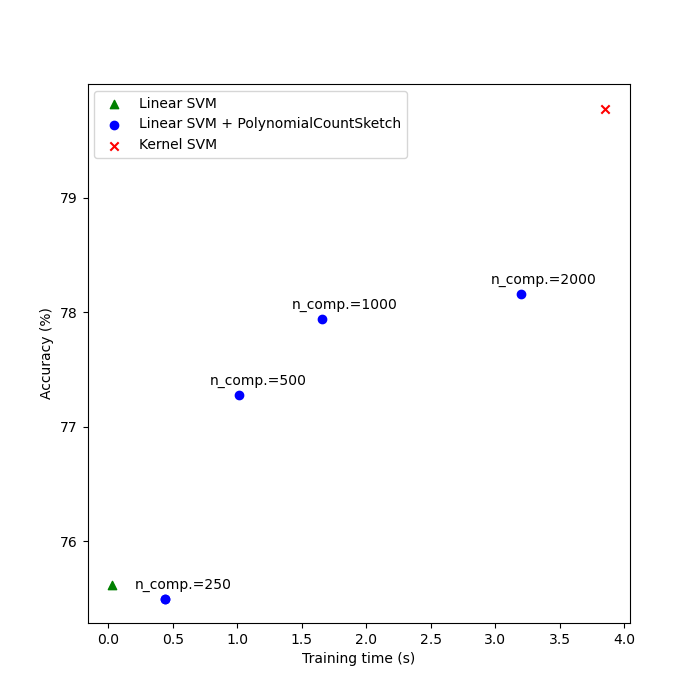 Linear SVM
Linear SVM + PolynomialCountSketch
Kernel SVM
79
n_comp.=2000
n_comp.=1000
78
Accuracy (%)
n_comp.=500
77
76
n_comp.=250
0.0 0.5 1.0 1.5 2.0 2.5 3.0 3.5 4.0
Training time (s)